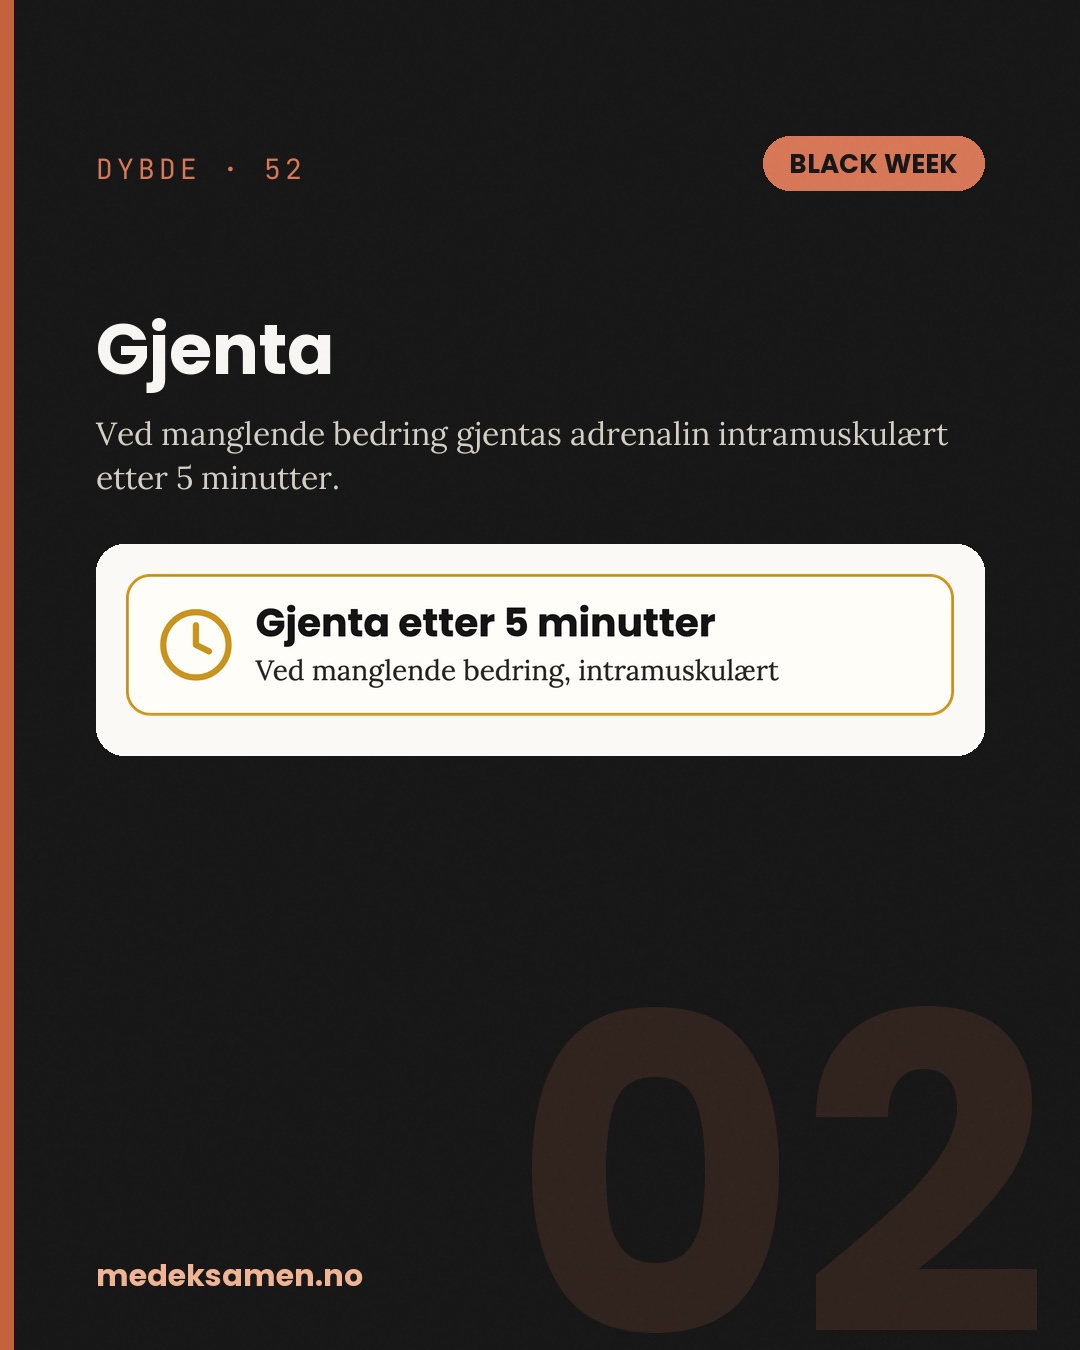 DYBDE · 52
BLACK WEEK
Gjenta
Ved manglende bedring gjentas adrenalin intramuskulært
etter 5 minutter.
Gjenta etter 5 minutter
Ved manglende bedring, intramuskulært
02
medeksamen.no